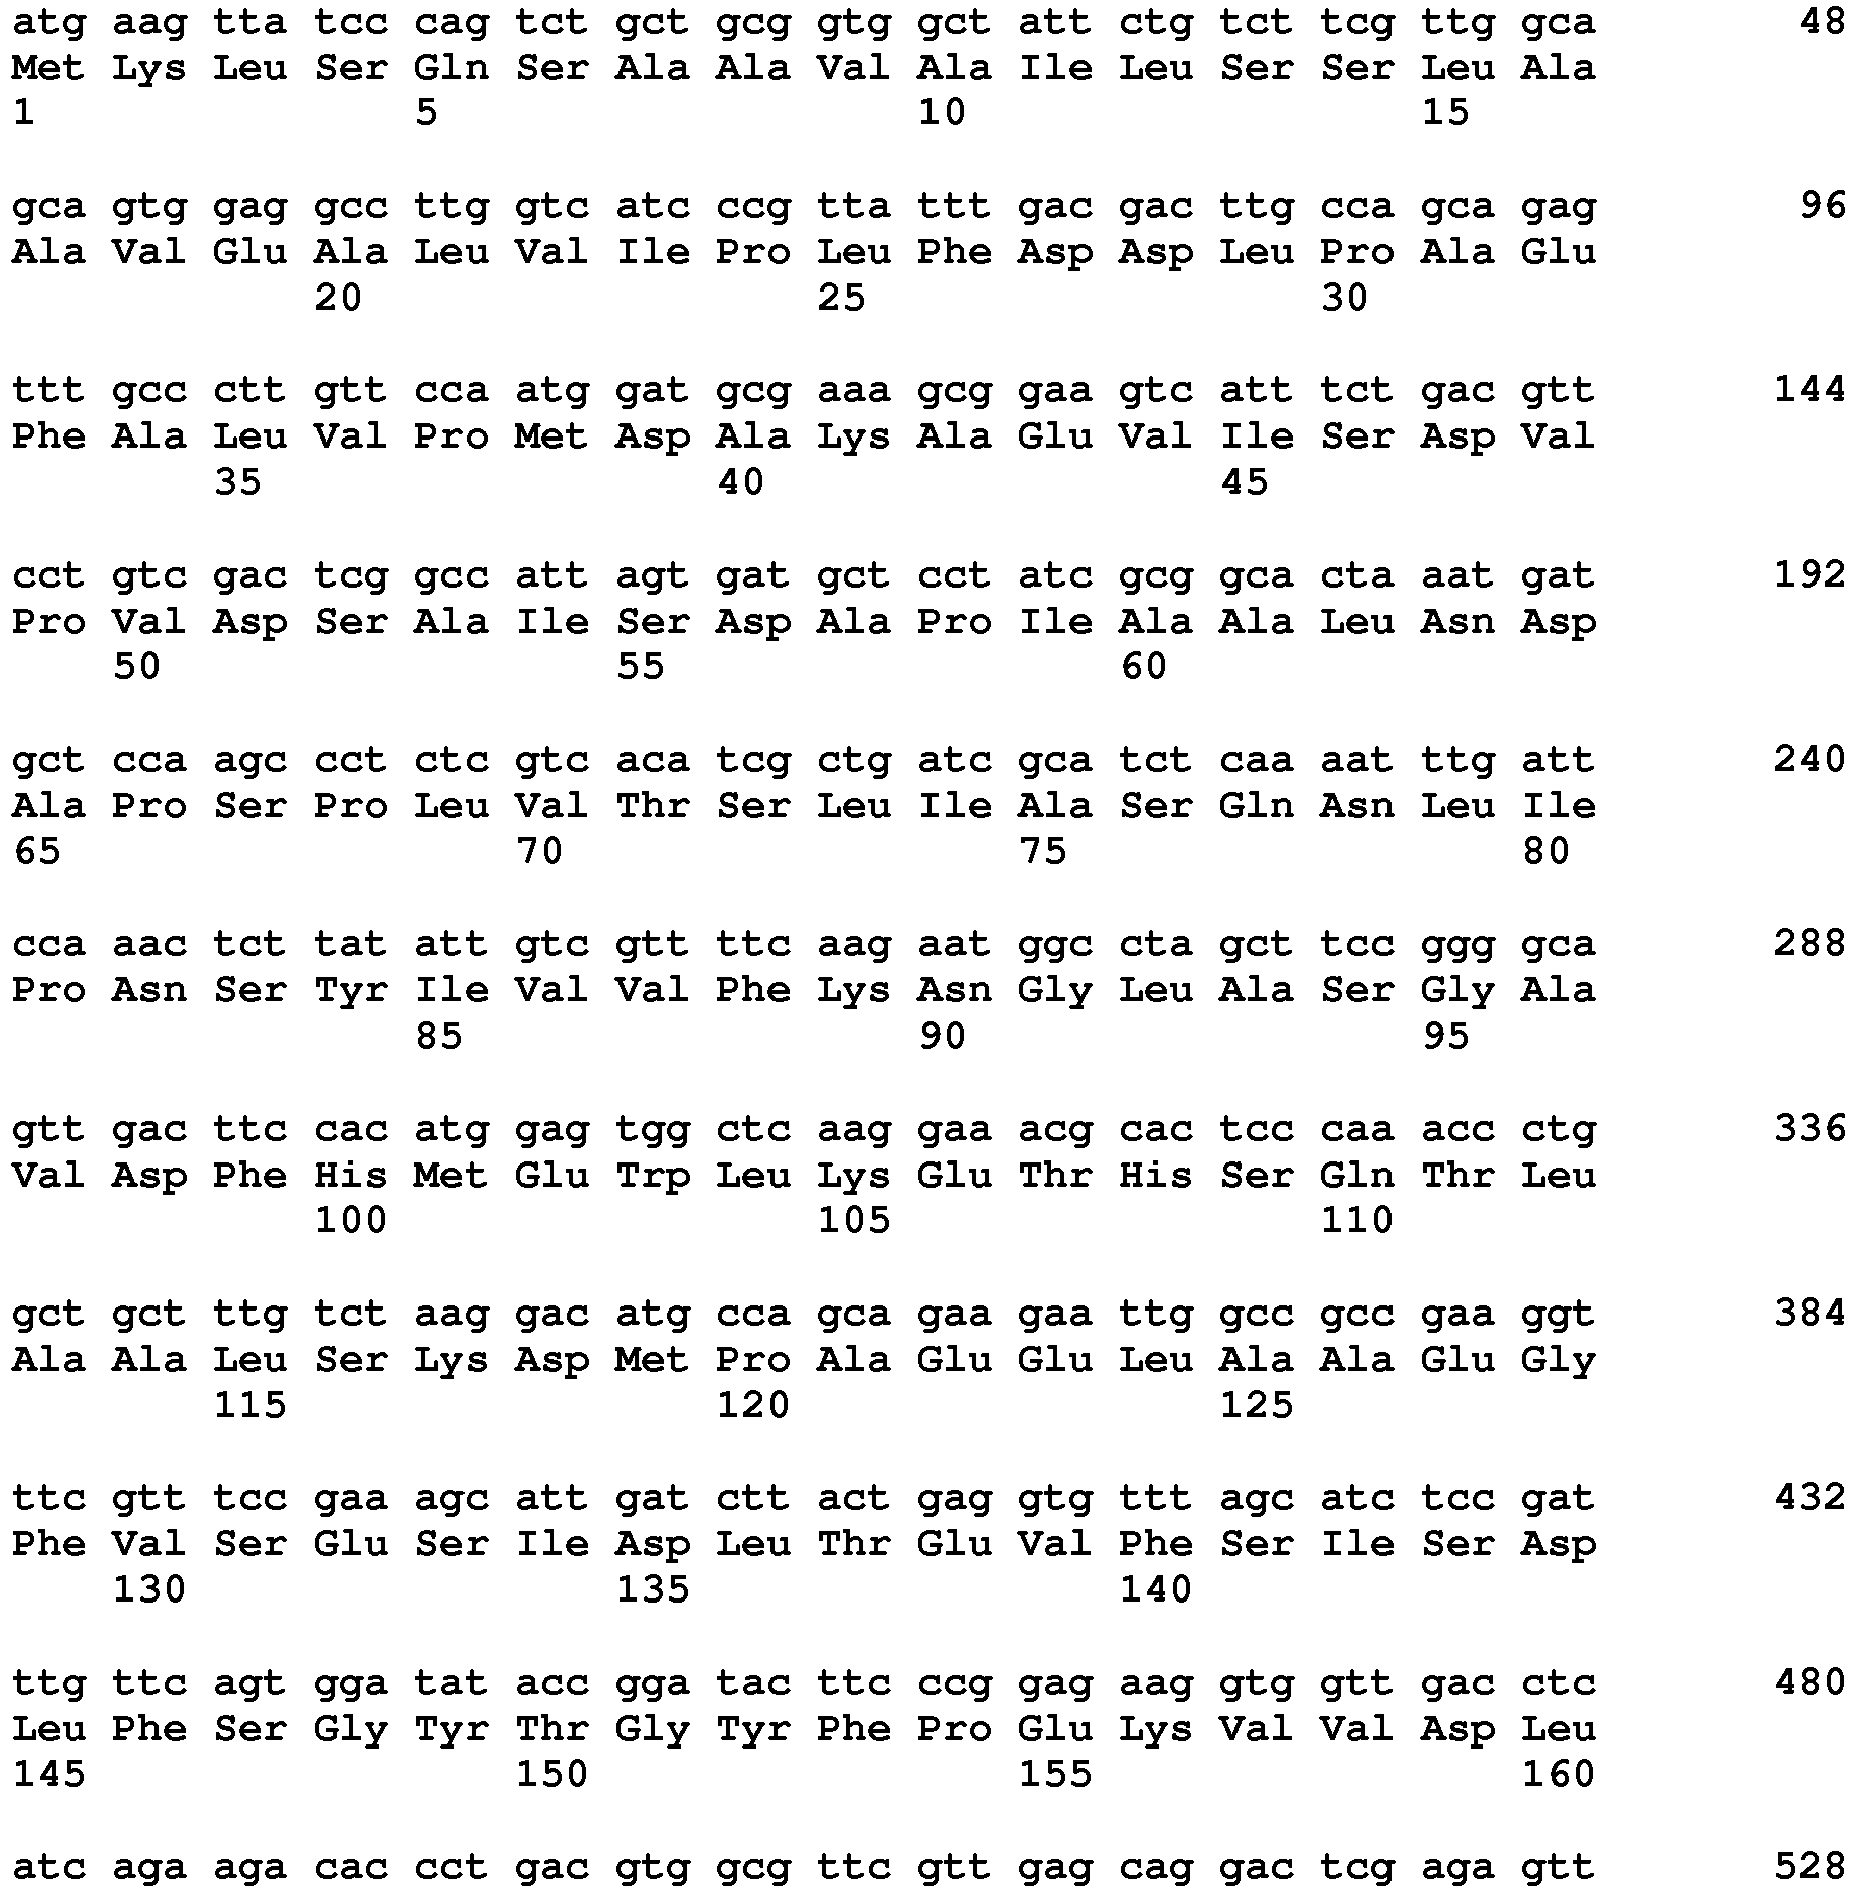 atg aag tta tcc cag tct gct gcg gtg gct att ctg tct tcg ttg gca 48
Met Lys Leu Ser Gln Ser Ala Ala Val Ala Ile Leu Ser Ser Leu Ala
1 5 10 15
gca gtg gag gcc ttg gtc atc ccg tta ttt gac gac ttg cca gca gag 96
Ala Val Glu Ala Leu Val Ile Pro Leu Phe Asp Asp Leu Pro Ala Glu
20 25 30
ttt gcc ctt gtt cca atg gat gcg aaa gcg gaa gtc att tct gac gtt 144
Phe Ala Leu Val Pro Met Asp Ala Lys Ala Glu Val Ile Ser Asp Val
35 40 45
cct gtc gac tcg gcc att agt gat gct cct atc gcg gca cta aat gat 192
Pro Val Asp Ser Ala Ile Ser Asp Ala Pro Ile Ala Ala Leu Asn Asp
50 55 60
gct cca agc cct ctc gtc aca tcg ctg atc gca tct caa aat ttg att 240
Ala Pro Ser Pro Leu Val Thr Ser Leu Ile Ala Ser Gln Asn Leu Ile
65 70 75 80
cca aac tct tat att gtc gtt ttc aag aat ggc cta gct tcc ggg gca 288
Pro Asn Ser Tyr Ile Val Val Phe Lys Asn Gly Leu Ala Ser Gly Ala
85 90 95
gtt gac ttc cac atg gag tgg ctc aag gaa acg cac tcc caa acc ctg 336
Val Asp Phe His Met Glu Trp Leu Lys Glu Thr His Ser Gln Thr Leu
100 105 110
gct gct ttg tct aag gac atg cca gca gaa gaa ttg gcc gcc gaa ggt 384
Ala Ala Leu Ser Lys Asp Met Pro Ala Glu Glu Leu Ala Ala Glu Gly
115 120 125
ttc gtt tcc gaa agc att gat ctt act gag gtg ttt agc atc tcc gat 432
Phe Val Ser Glu Ser Ile Asp Leu Thr Glu Val Phe Ser Ile Ser Asp
130 135 140
ttg ttc agt gga tat acc gga tac ttc ccg gag aag gtg gtt gac ctc 480
Leu Phe Ser Gly Tyr Thr Gly Tyr Phe Pro Glu Lys Val Val Asp Leu
145 150 155 160
atc aga aga cac cct gac gtg gcg ttc gtt gag cag gac tcg aga gtt 528